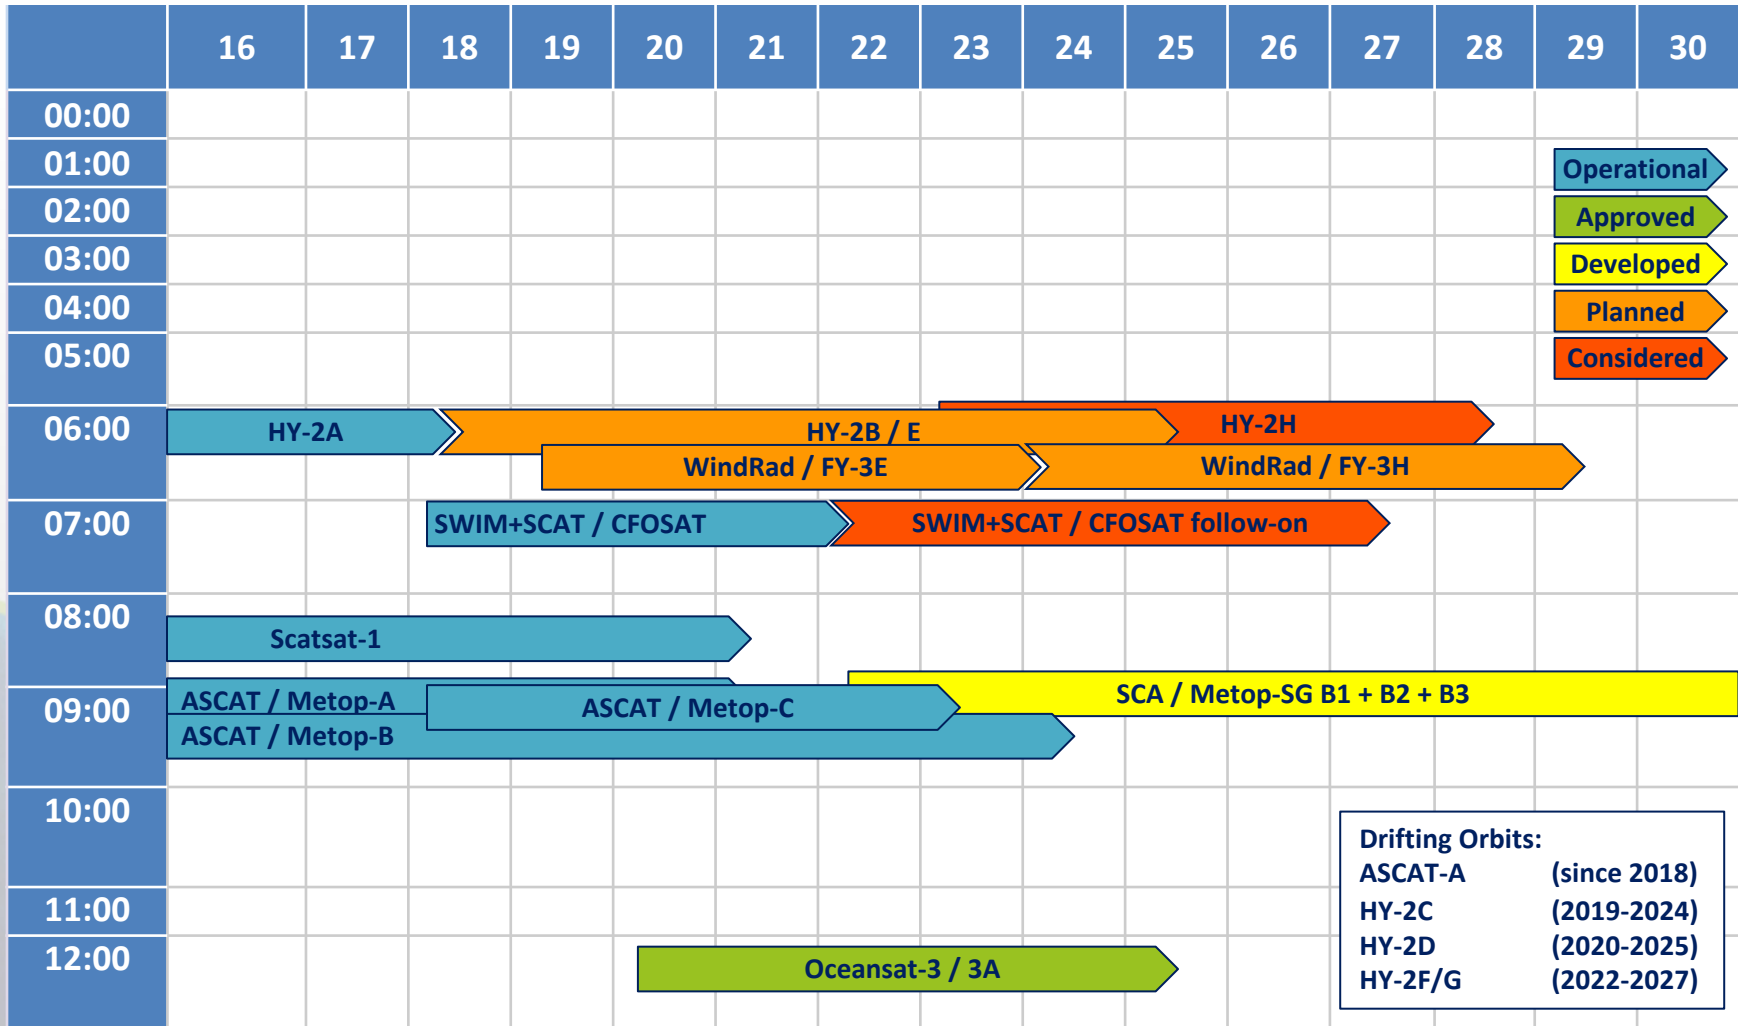 16 17 18 19 20 21 22 23 24 25 26 27 28 29 30
00:00
01:00
Operational
02:00
Approved
03:00
Developed
04:00
Planned
05:00
Considered
06:00
HY-2A
HY-2B / E
HY-2H
WindRad / FY-3E
WindRad / FY-3H
07:00
SWIM+SCAT / CFOSAT
SWIM+SCAT / CFOSAT follow-on
08:00
Scatsat-1
09:00
ASCAT / Metop-A
ASCAT / Metop-C
SCA / Metop-SG B1 + B2 + B3
ASCAT / Metop-B
10:00
11:00
12:00
Oceansat-3 / 3A
Drifting Orbits:
ASCAT-A (since 2018)
HY-2C (2019-2024)
HY-2D (2020-2025)
HY-2F/G (2022-2027)